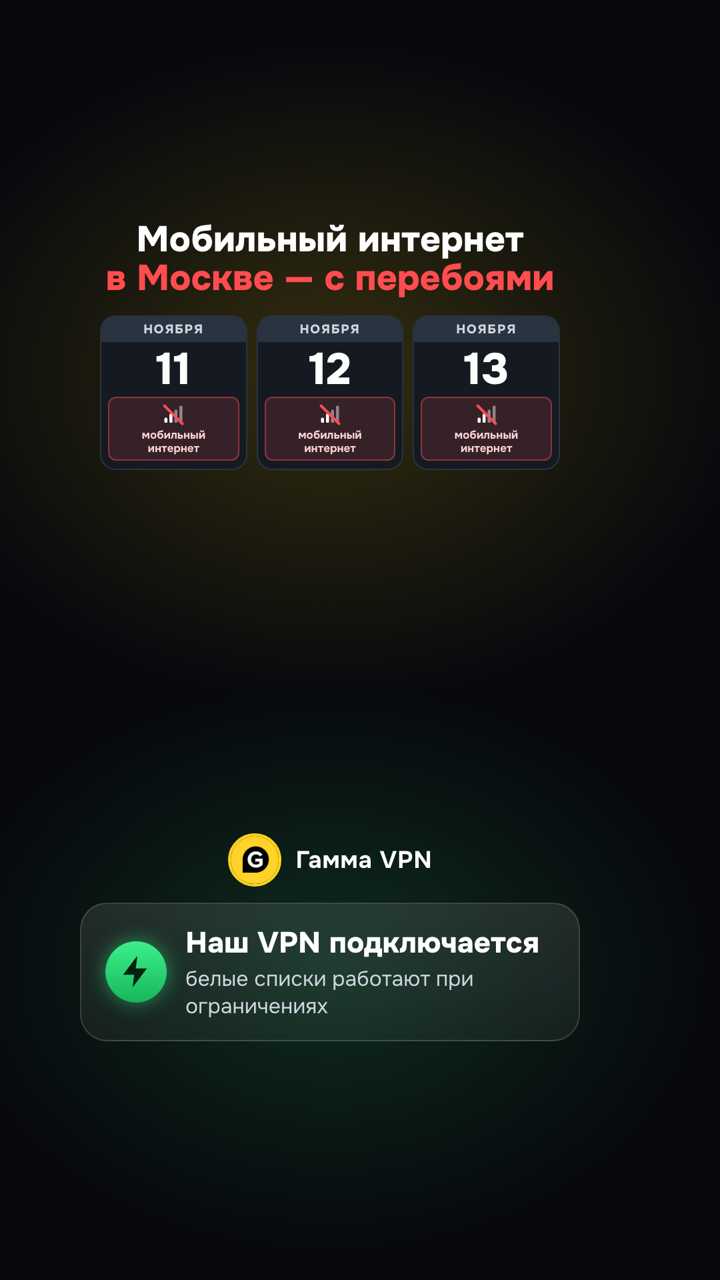 Мобильный интернет
в Москве — с перебоями
НОЯБРЯ
11
мобильный
интернет
НОЯБРЯ
12
мобильный
интернет
НОЯБРЯ
13
мобильный
интернет
G
Гамма VPN
Наш VPN подключается
белые списки работают при
ограничениях